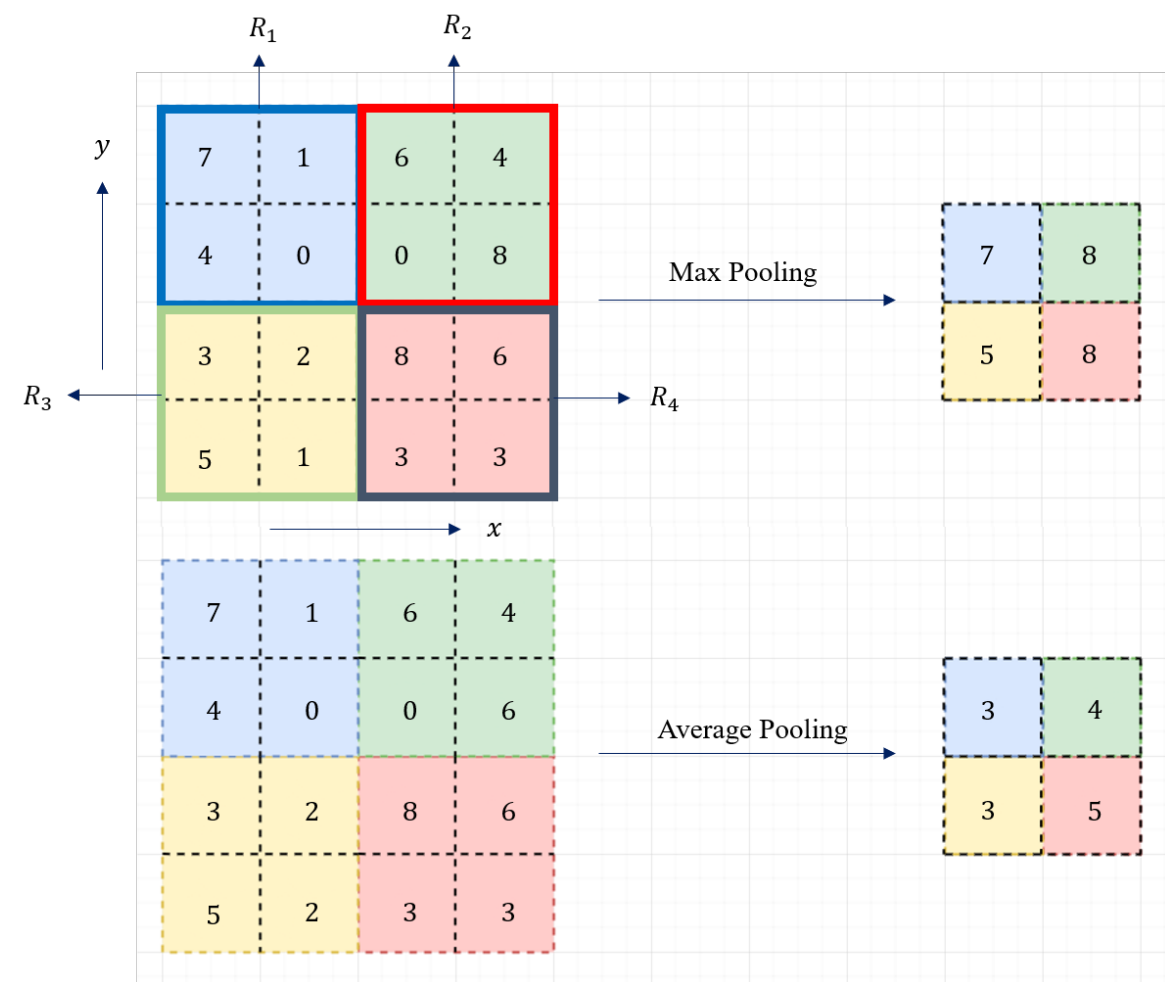 R₁ R₂
y
7 1 6 4
4 0 0 8
Max Pooling
7 8
5 8
3 2 8 6
R₃ R₄
5 1 3 3
x
7 1 6 4
4 0 0 6
Average Pooling
3 4
3 5
3 2 8 6
5 2 3 3